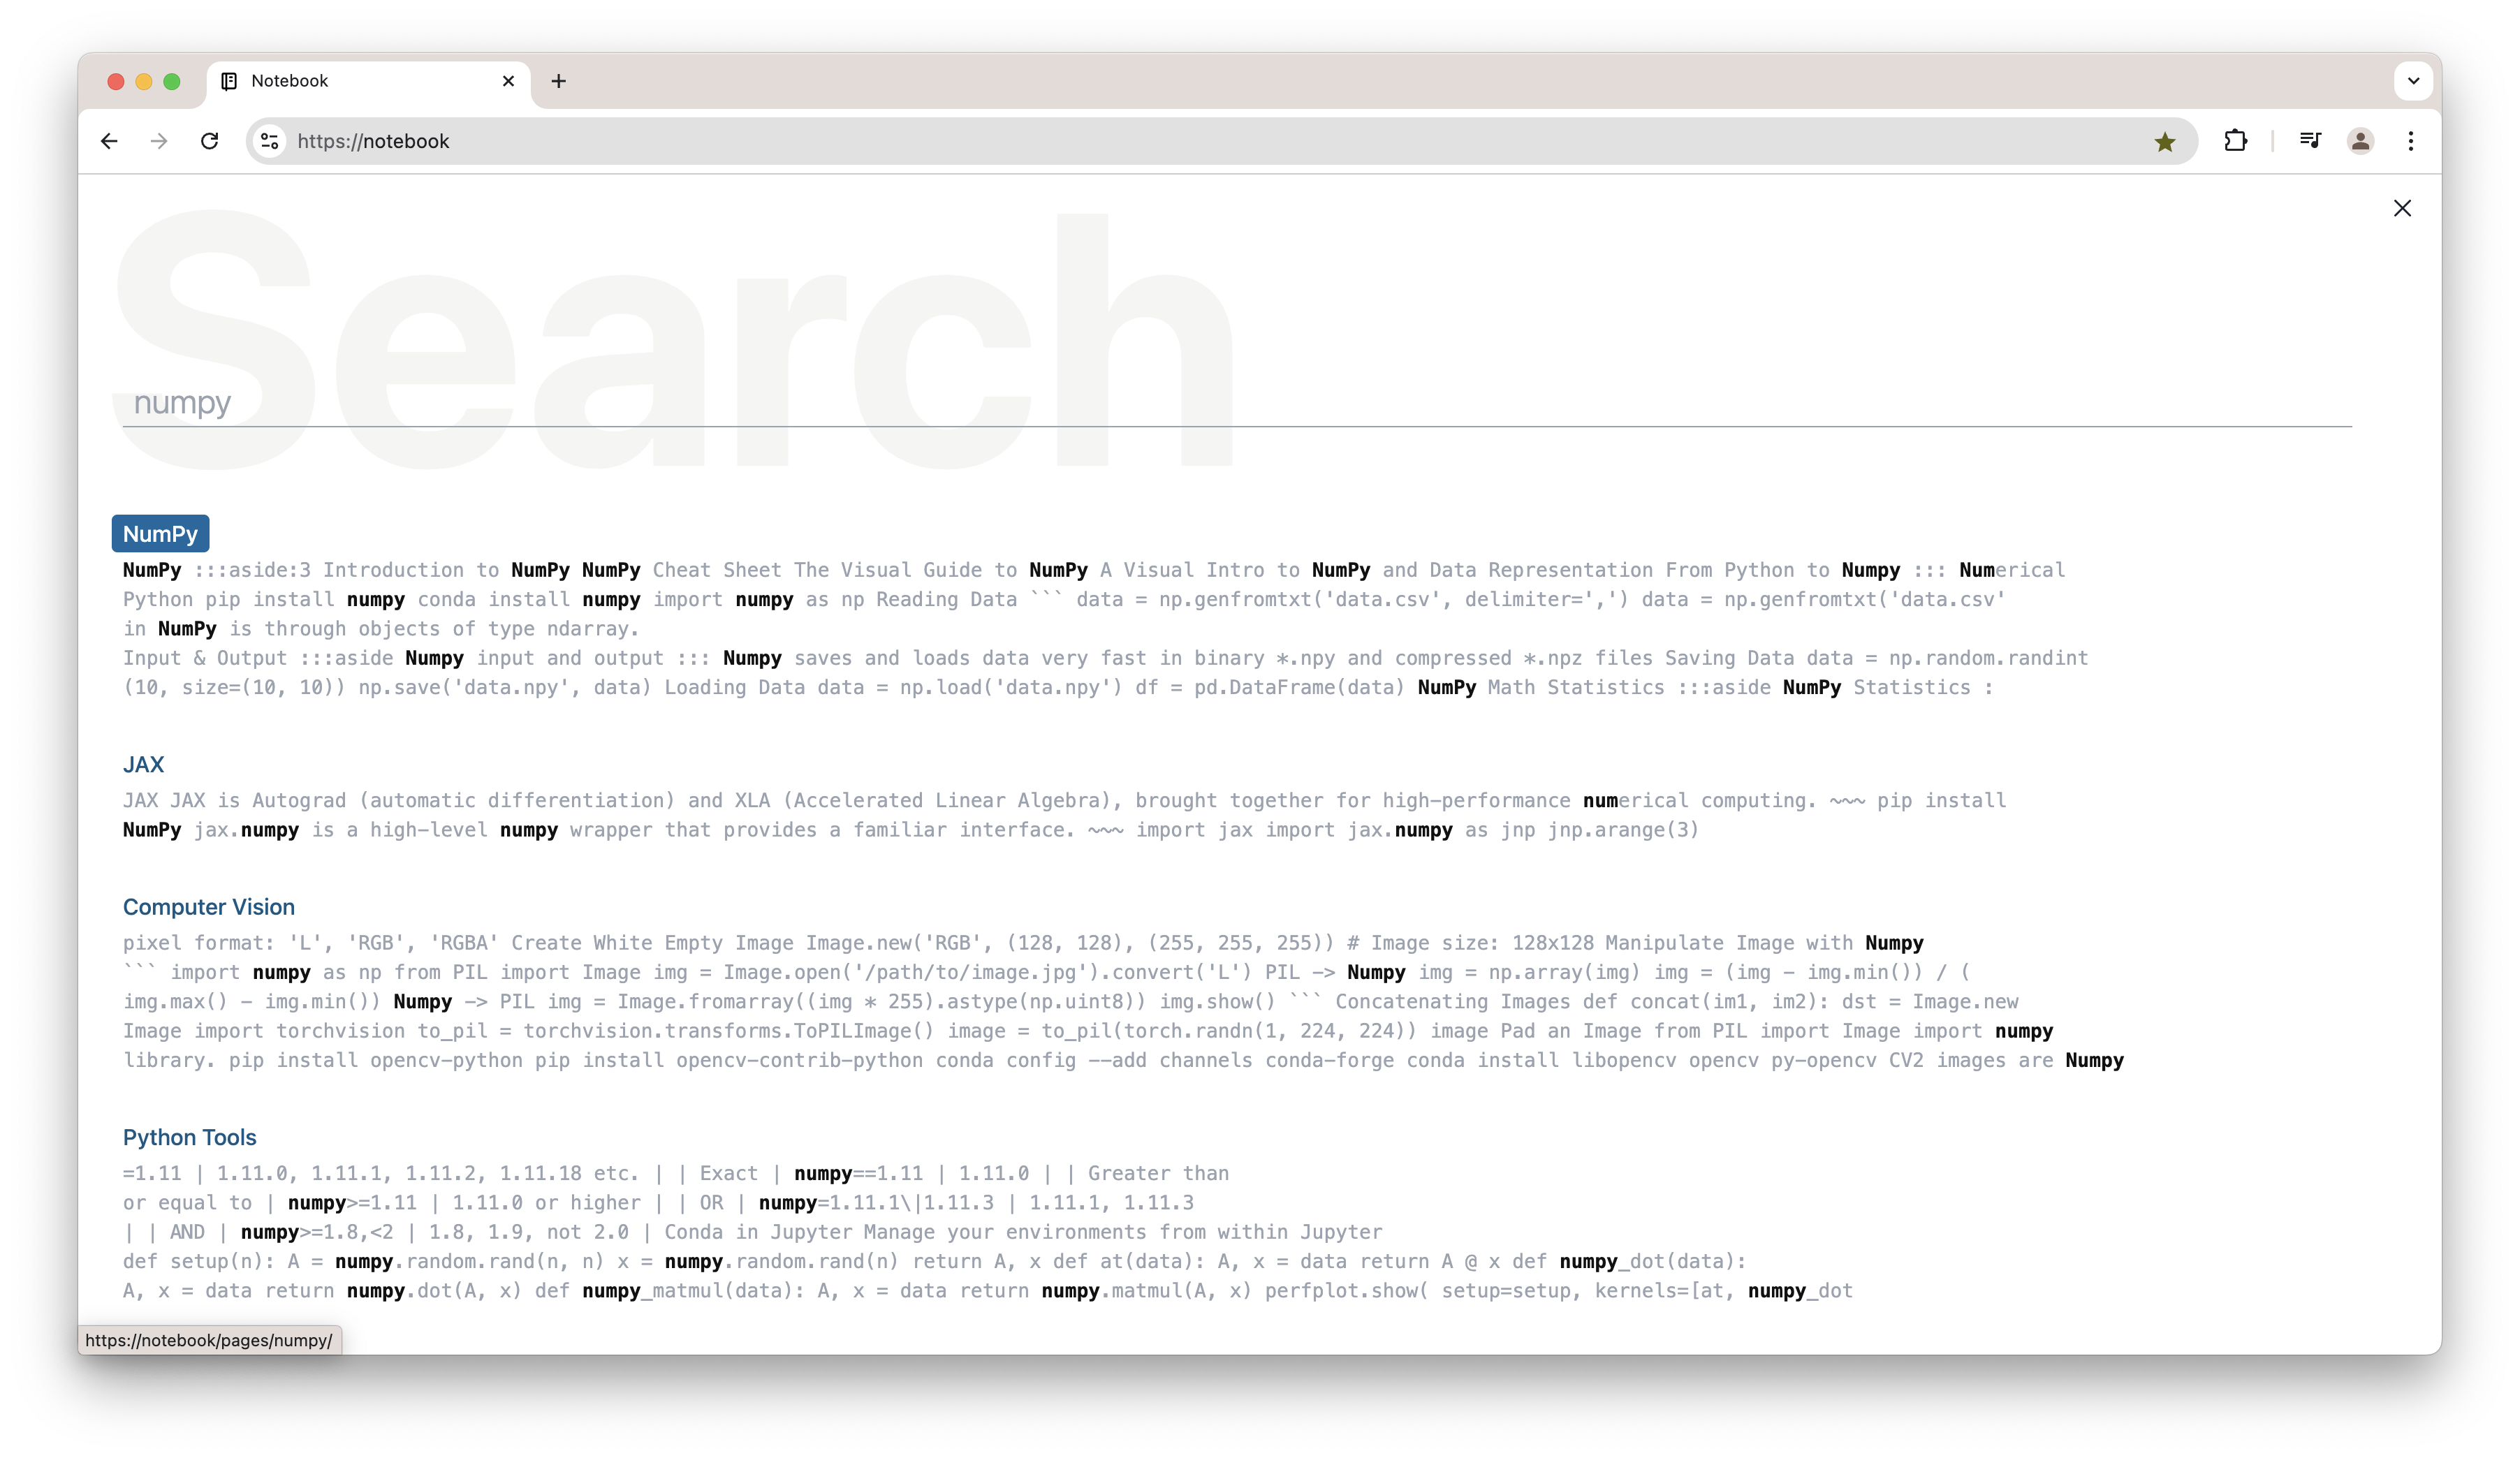 Notebook
https://notebook
Search
numpy
NumPy
NumPy :::aside:3 Introduction to NumPy NumPy Cheat Sheet The Visual Guide to NumPy A Visual Intro to NumPy and Data Representation From Python to Numpy ::: Numerical
Python pip install numpy conda install numpy import numpy as np Reading Data ``` data = np.genfromtxt('data.csv', delimiter=',') data = np.genfromtxt('data.csv'
in NumPy is through objects of type ndarray.
Input & Output :::aside Numpy input and output ::: Numpy saves and loads data very fast in binary *.npy and compressed *.npz files Saving Data data = np.random.randint
(10, size=(10, 10)) np.save('data.npy', data) Loading Data data = np.load('data.npy') df = pd.DataFrame(data) NumPy Math Statistics :::aside NumPy Statistics :
JAX
JAX JAX is Autograd (automatic differentiation) and XLA (Accelerated Linear Algebra), brought together for high-performance numerical computing. ~~~ pip install
NumPy jax.numpy is a high-level numpy wrapper that provides a familiar interface. ~~~ import jax import jax.numpy as jnp jnp.arange(3)
Computer Vision
pixel format: 'L', 'RGB', 'RGBA' Create White Empty Image Image.new('RGB', (128, 128), (255, 255, 255)) # Image size: 128x128 Manipulate Image with Numpy
``` import numpy as np from PIL import Image img = Image.open('/path/to/image.jpg').convert('L') PIL -> Numpy img = np.array(img) img = (img - img.min()) / (
img.max() - img.min()) Numpy -> PIL img = Image.fromarray((img * 255).astype(np.uint8)) img.show() ``` Concatenating Images def concat(im1, im2): dst = Image.new
Image import torchvision to_pil = torchvision.transforms.ToPILImage() image = to_pil(torch.randn(1, 224, 224)) image Pad an Image from PIL import Image import numpy
library. pip install opencv-python pip install opencv-contrib-python conda config --add channels conda-forge conda install libopencv opencv py-opencv CV2 images are Numpy
Python Tools
=1.11 | 1.11.0, 1.11.1, 1.11.2, 1.11.18 etc. | | Exact | numpy==1.11 | 1.11.0 | | Greater than
or equal to | numpy>=1.11 | 1.11.0 or higher | | OR | numpy=1.11.1\|1.11.3 | 1.11.1, 1.11.3
| | AND | numpy>=1.8,<2 | 1.8, 1.9, not 2.0 | Conda in Jupyter Manage your environments from within Jupyter
def setup(n): A = numpy.random.rand(n, n) x = numpy.random.rand(n) return A, x def at(data): A, x = data return A @ x def numpy_dot(data):
A, x = data return numpy.dot(A, x) def numpy_matmul(data): A, x = data return numpy.matmul(A, x) perfplot.show( setup=setup, kernels=[at, numpy_dot
https://notebook/pages/numpy/